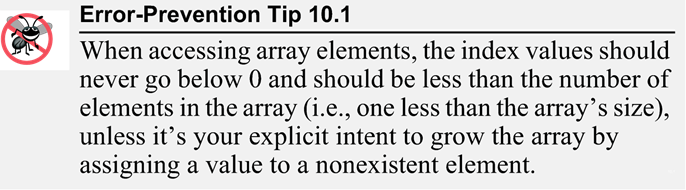 Error-Prevention Tip 10.1
When accessing array elements, the index values should
never go below 0 and should be less than the number of
elements in the array (i.e., one less than the array’s size),
unless it’s your explicit intent to grow the array by
assigning a value to a nonexistent element.